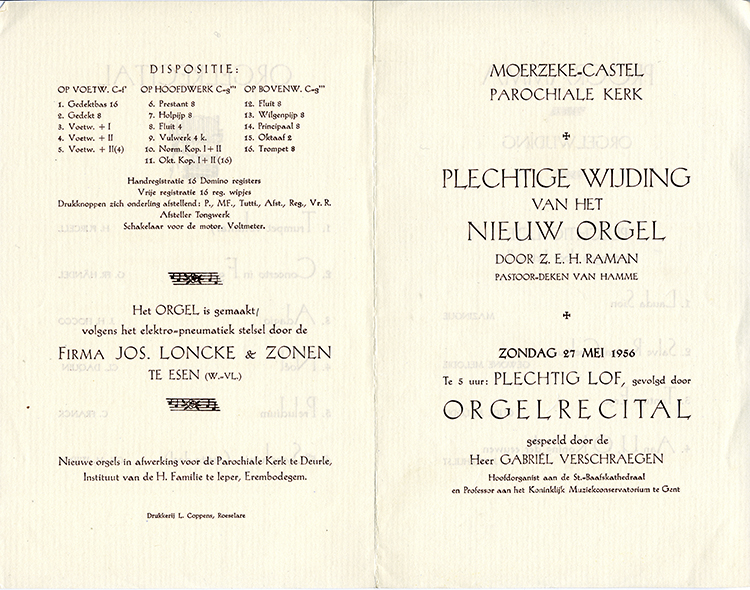 DISPOSITIE:
OP VOETW. C-f'
1. Gedektbas 16
2. Gedekt 8
3. Voetw. + I
4. Voetw. + II
5. Voetw. + II(4)
OP HOOFDWERK C-g'''
6. Prestant 8
7. Holpijp 8
8. Fluit 4
9. Vulwerk 4 k.
10. Norm. Kop. I + II
11. Okt. Kop. I + II (16)
OP BOVENW. C-g'''
12. Fluit 8
13. Wilgenpijp 8
14. Principaal 8
15. Oktaaf 2
16. Trompet 8
Handregistratie 16 Domino registers
Vrije registratie 16 reg. wipjes
Drukknoppen zich onderling afstellend: P., MF., Tutti., Afst., Reg., Vr. R.
Afsteller Tongwerk
Schakelaar voor de motor. Voltmeter.
Het ORGEL is gemaakt/
volgens het elektro-pneumatiek stelsel door de
FIRMA JOS. LONCKE & ZONEN
TE ESEN (W.-VL.)
Nieuwe orgels in afwerking voor de Parochiale Kerk te Deurle,
Instituut van de H. Familie te Ieper, Erembodegem.
Drukkerij L. Coppens, Roeselare
MOERZEKE-CASTEL
PAROCHIALE KERK
PLECHTIGE WIJDING
VAN HET
NIEUW ORGEL
DOOR Z. E. H. RAMAN
PASTOOR-DEKEN VAN HAMME
ZONDAG 27 MEI 1956
Te 5 uur: PLECHTIG LOF, gevolgd door
ORGELRECITAL
gespeeld door de
Heer GABRIËL VERSCHRAEGEN
Hoofdorganist aan de St.-Baafskathedraal
en Professor aan het Koninklijk Muziekconservatorium te Gent